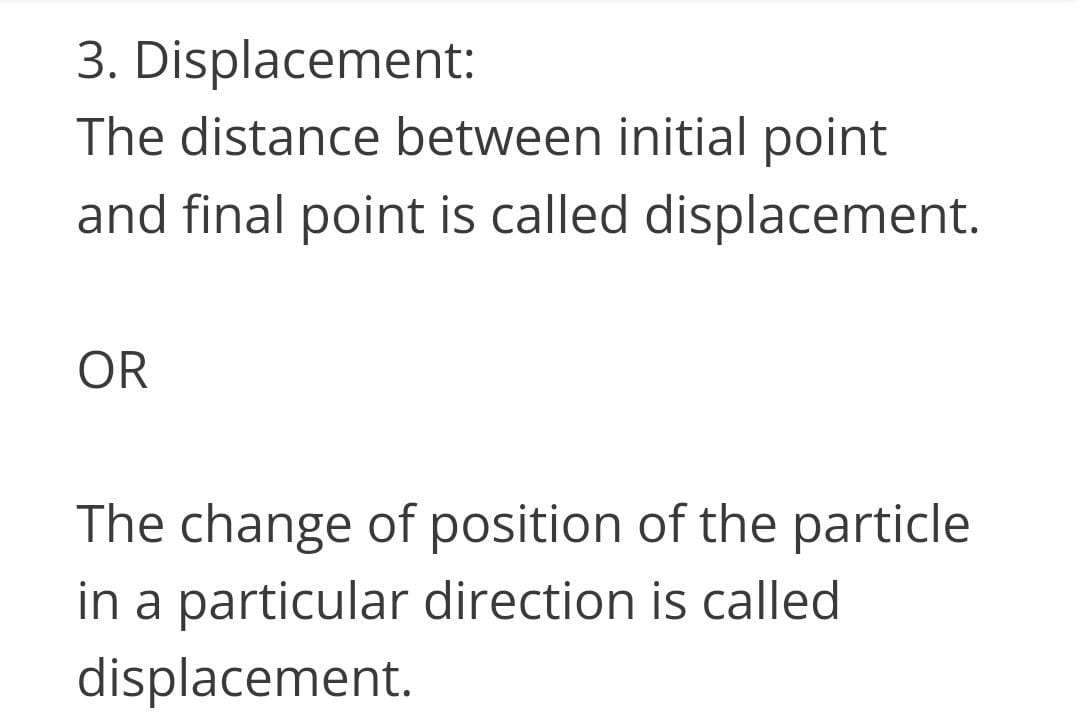 3. Displacement:
The distance between initial point
and final point is called displacement.
OR
The change of position of the particle
in a particular direction is called
displacement.